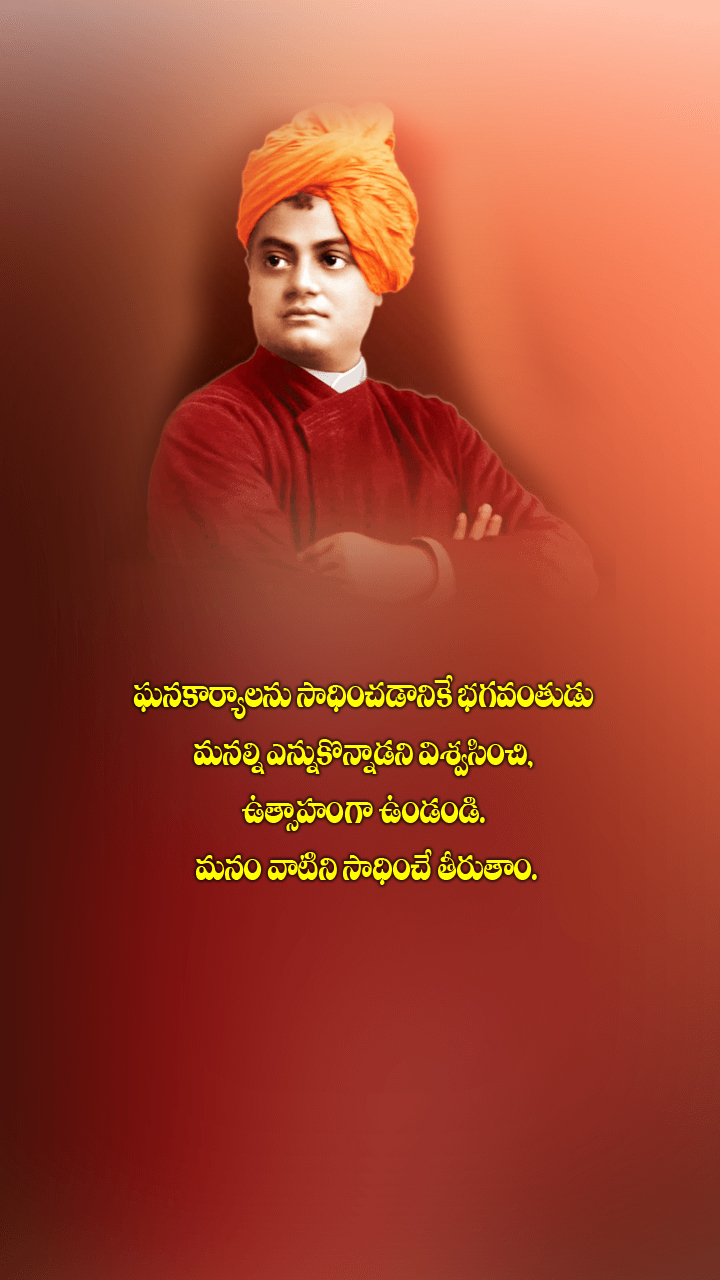 ఘనకార్యాలను సాధించడానికే భగవంతుడు
మనల్ని ఎన్నుకొన్నాడని విశ్వసించి,
ఉత్సాహంగా ఉండండి.
మనం వాటిని సాధించే తీరుతాం.